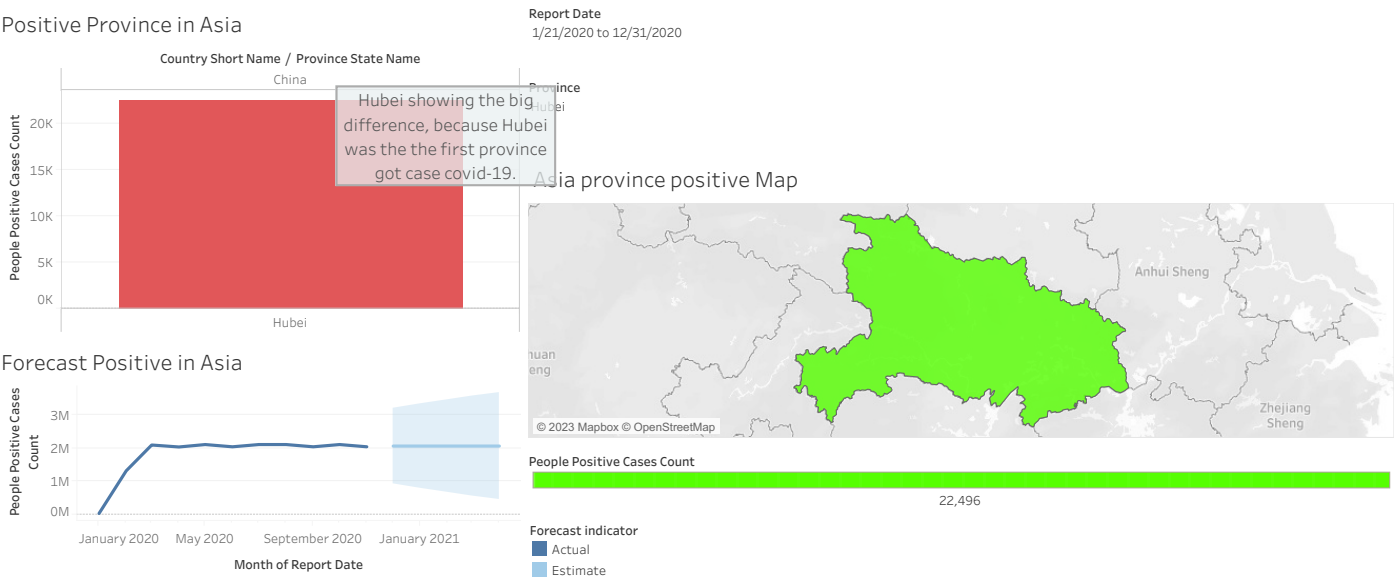 Positive Province in Asia
Country Short Name / Province State Name
China
People Positive Cases Count
20K
15K
10K
5K
0K
Hubei
Hubei showing the big
difference, because Hubei
was the the first province
got case covid-19.
Report Date
1/21/2020 to 12/31/2020
Province
Hubei
Asia province positive Map
Anhui Sheng
huan
eng
Zhejiang
Sheng
© 2023 Mapbox © OpenStreetMap
People Positive Cases Count
22,496
Forecast Positive in Asia
People Positive Cases
Count
3M
2M
1M
0M
January 2020
May 2020
September 2020
January 2021
Month of Report Date
Forecast indicator
Actual
Estimate